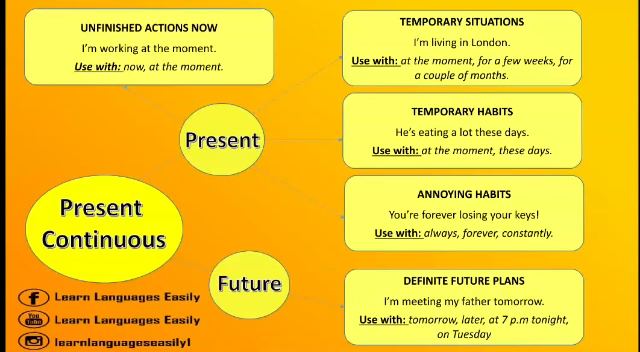 UNFINISHED ACTIONS NOW
I'm working at the moment.
Use with: now, at the moment.
TEMPORARY SITUATIONS
I'm living in London.
Use with: at the moment, for a few weeks, for
a couple of months.
Present
TEMPORARY HABITS
He's eating a lot these days.
Use with: at the moment, these days.
Present
Continuous
ANNOYING HABITS
You're forever losing your keys!
Use with: always, forever, constantly.
Future
DEFINITE FUTURE PLANS
I'm meeting my father tomorrow.
Use with: tomorrow, later, at 7 p.m tonight,
on Tuesday
f Learn Languages Easily
You Tube Learn Languages Easily
learnlanguageseasily1